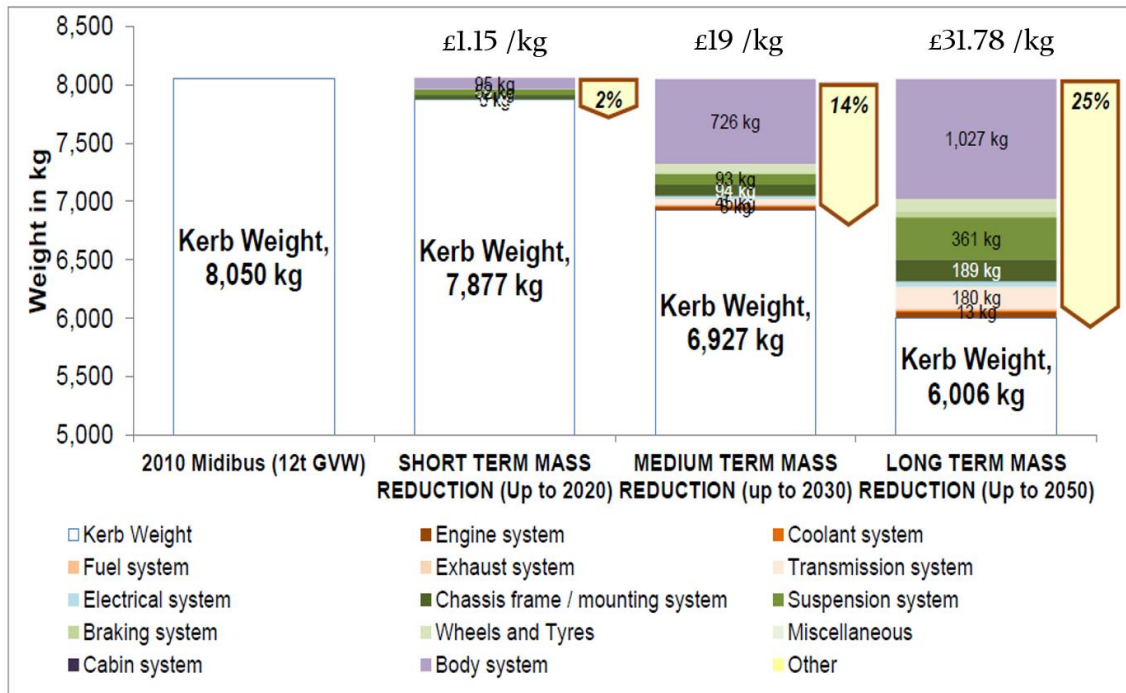 £1.15 /kg
£19 /kg
£31.78 /kg
8,500
8,000
7,500
7,000
6,500
6,000
5,500
5,000
Weight in kg
Kerb Weight,
8,050 kg
95 kg
2%
Kerb Weight,
7,877 kg
726 kg
93 kg
94 kg
14%
Kerb Weight,
6,927 kg
1,027 kg
361 kg
189 kg
180 kg
13 kg
25%
Kerb Weight,
6,006 kg
2010 Midibus (12t GVW)
SHORT TERM MASS
REDUCTION (Up to 2020)
MEDIUM TERM MASS
REDUCTION (up to 2030)
LONG TERM MASS
REDUCTION (Up to 2050)
Kerb Weight
Engine system
Coolant system
Fuel system
Exhaust system
Transmission system
Electrical system
Chassis frame / mounting system
Suspension system
Braking system
Wheels and Tyres
Miscellaneous
Cabin system
Body system
Other